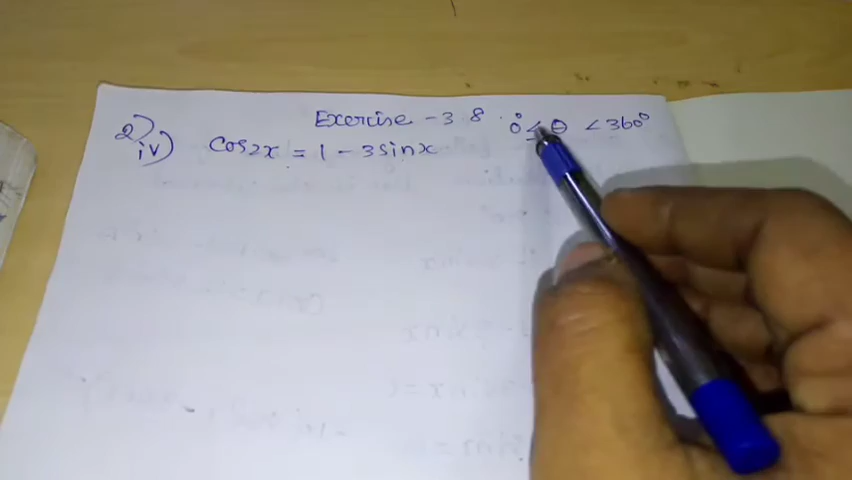 Exercise - 3.8. 0° ≤ θ < 360°
2)
iv) cos2x = 1 - 3sinx